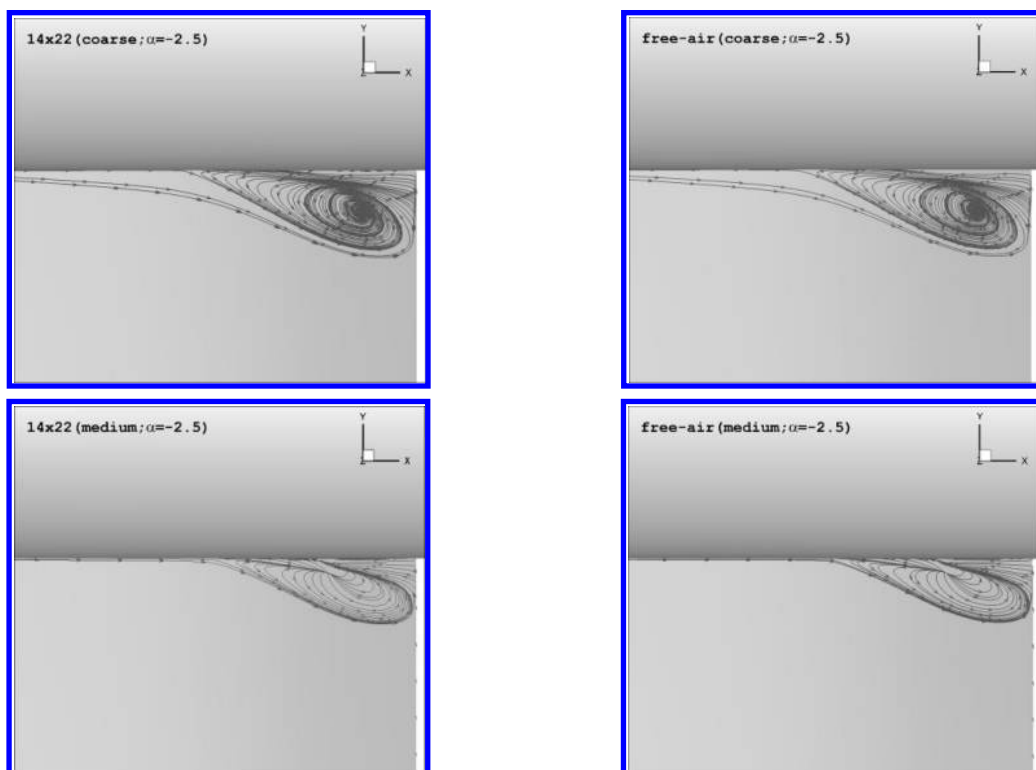 14x22(coarse;α=-2.5)
Y
Z
X
free-air(coarse;α=-2.5)
Y
Z
X
14x22(medium;α=-2.5)
Y
Z
X
free-air(medium;α=-2.5)
Y
Z
X